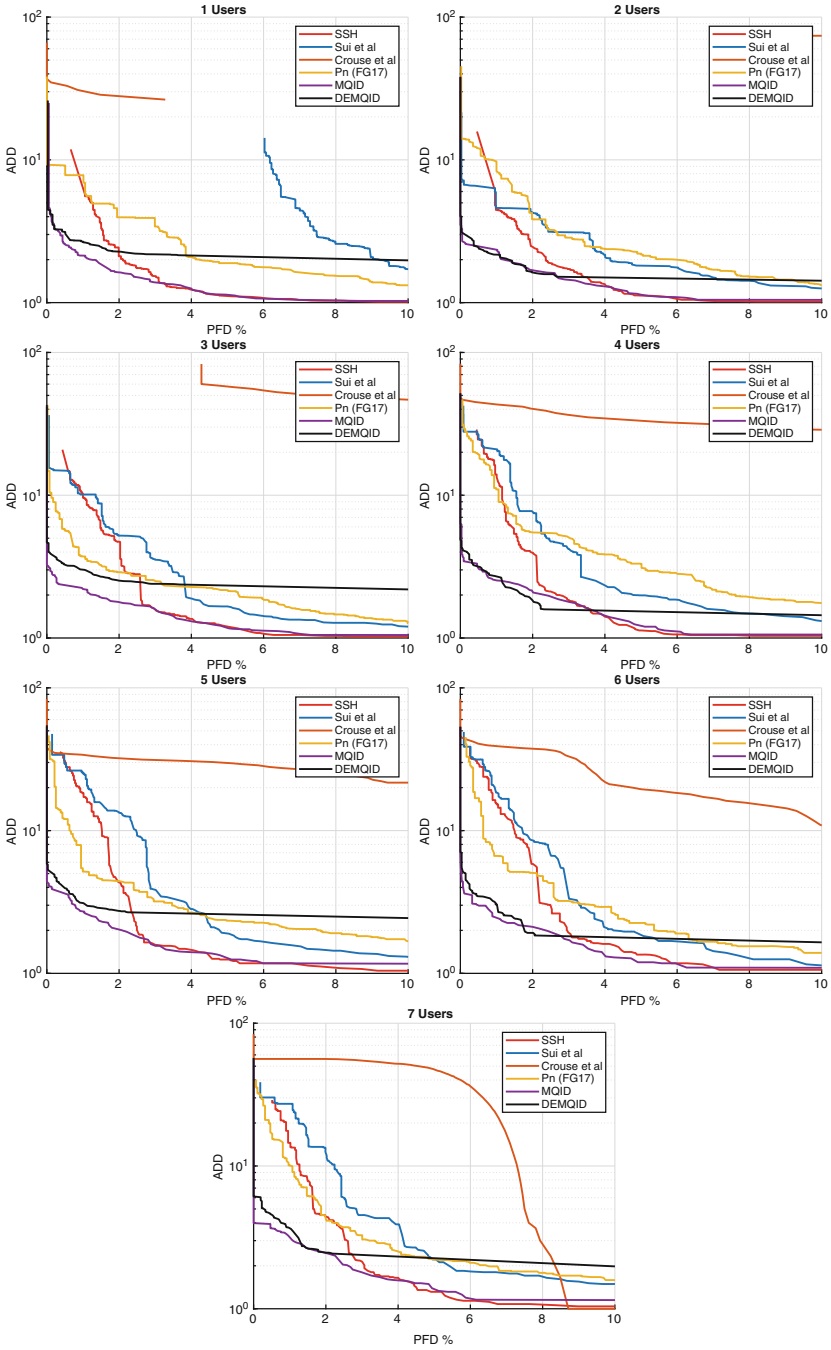 1 Users
10²
10¹
10⁰
ADD
SSH
Sui et al
Crouse et al
Pn (FG17)
MQID
DEMQID
0 2 4 6 8 10
PFD %
2 Users
10²
10¹
10⁰
ADD
SSH
Sui et al
Crouse et al
Pn (FG17)
MQID
DEMQID
0 2 4 6 8 10
PFD %
3 Users
10²
10¹
10⁰
ADD
SSH
Sui et al
Crouse et al
Pn (FG17)
MQID
DEMQID
0 2 4 6 8 10
PFD %
4 Users
10²
10¹
10⁰
ADD
SSH
Sui et al
Crouse et al
Pn (FG17)
MQID
DEMQID
0 2 4 6 8 10
PFD %
5 Users
10²
10¹
10⁰
ADD
SSH
Sui et al
Crouse et al
Pn (FG17)
MQID
DEMQID
0 2 4 6 8 10
PFD %
6 Users
10²
10¹
10⁰
ADD
SSH
Sui et al
Crouse et al
Pn (FG17)
MQID
DEMQID
0 2 4 6 8 10
PFD %
7 Users
10²
10¹
10⁰
ADD
SSH
Sui et al
Crouse et al
Pn (FG17)
MQID
DEMQID
0 2 4 6 8 10
PFD %